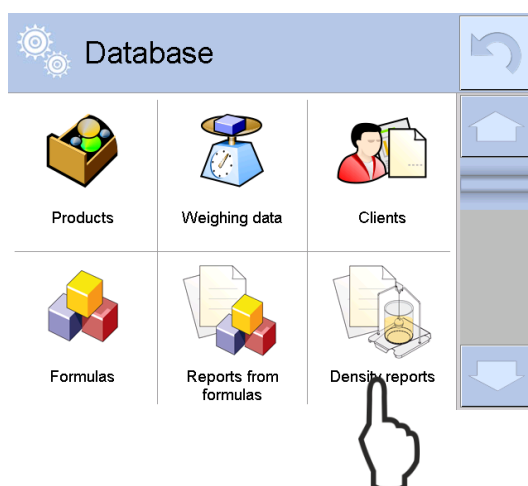 Database
Products
Weighing data
Clients
Formulas
Reports from
formulas
Density reports